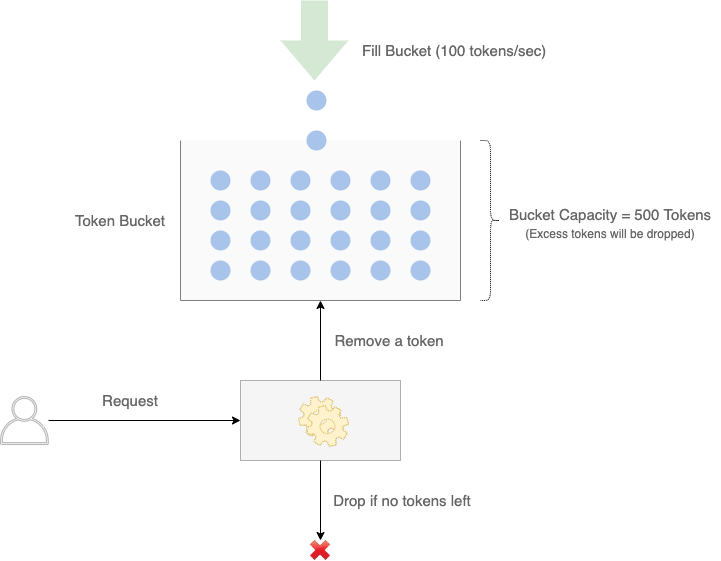 Fill Bucket (100 tokens/sec)
Token Bucket
Bucket Capacity = 500 Tokens
(Excess tokens will be dropped)
Remove a token
Request
Drop if no tokens left